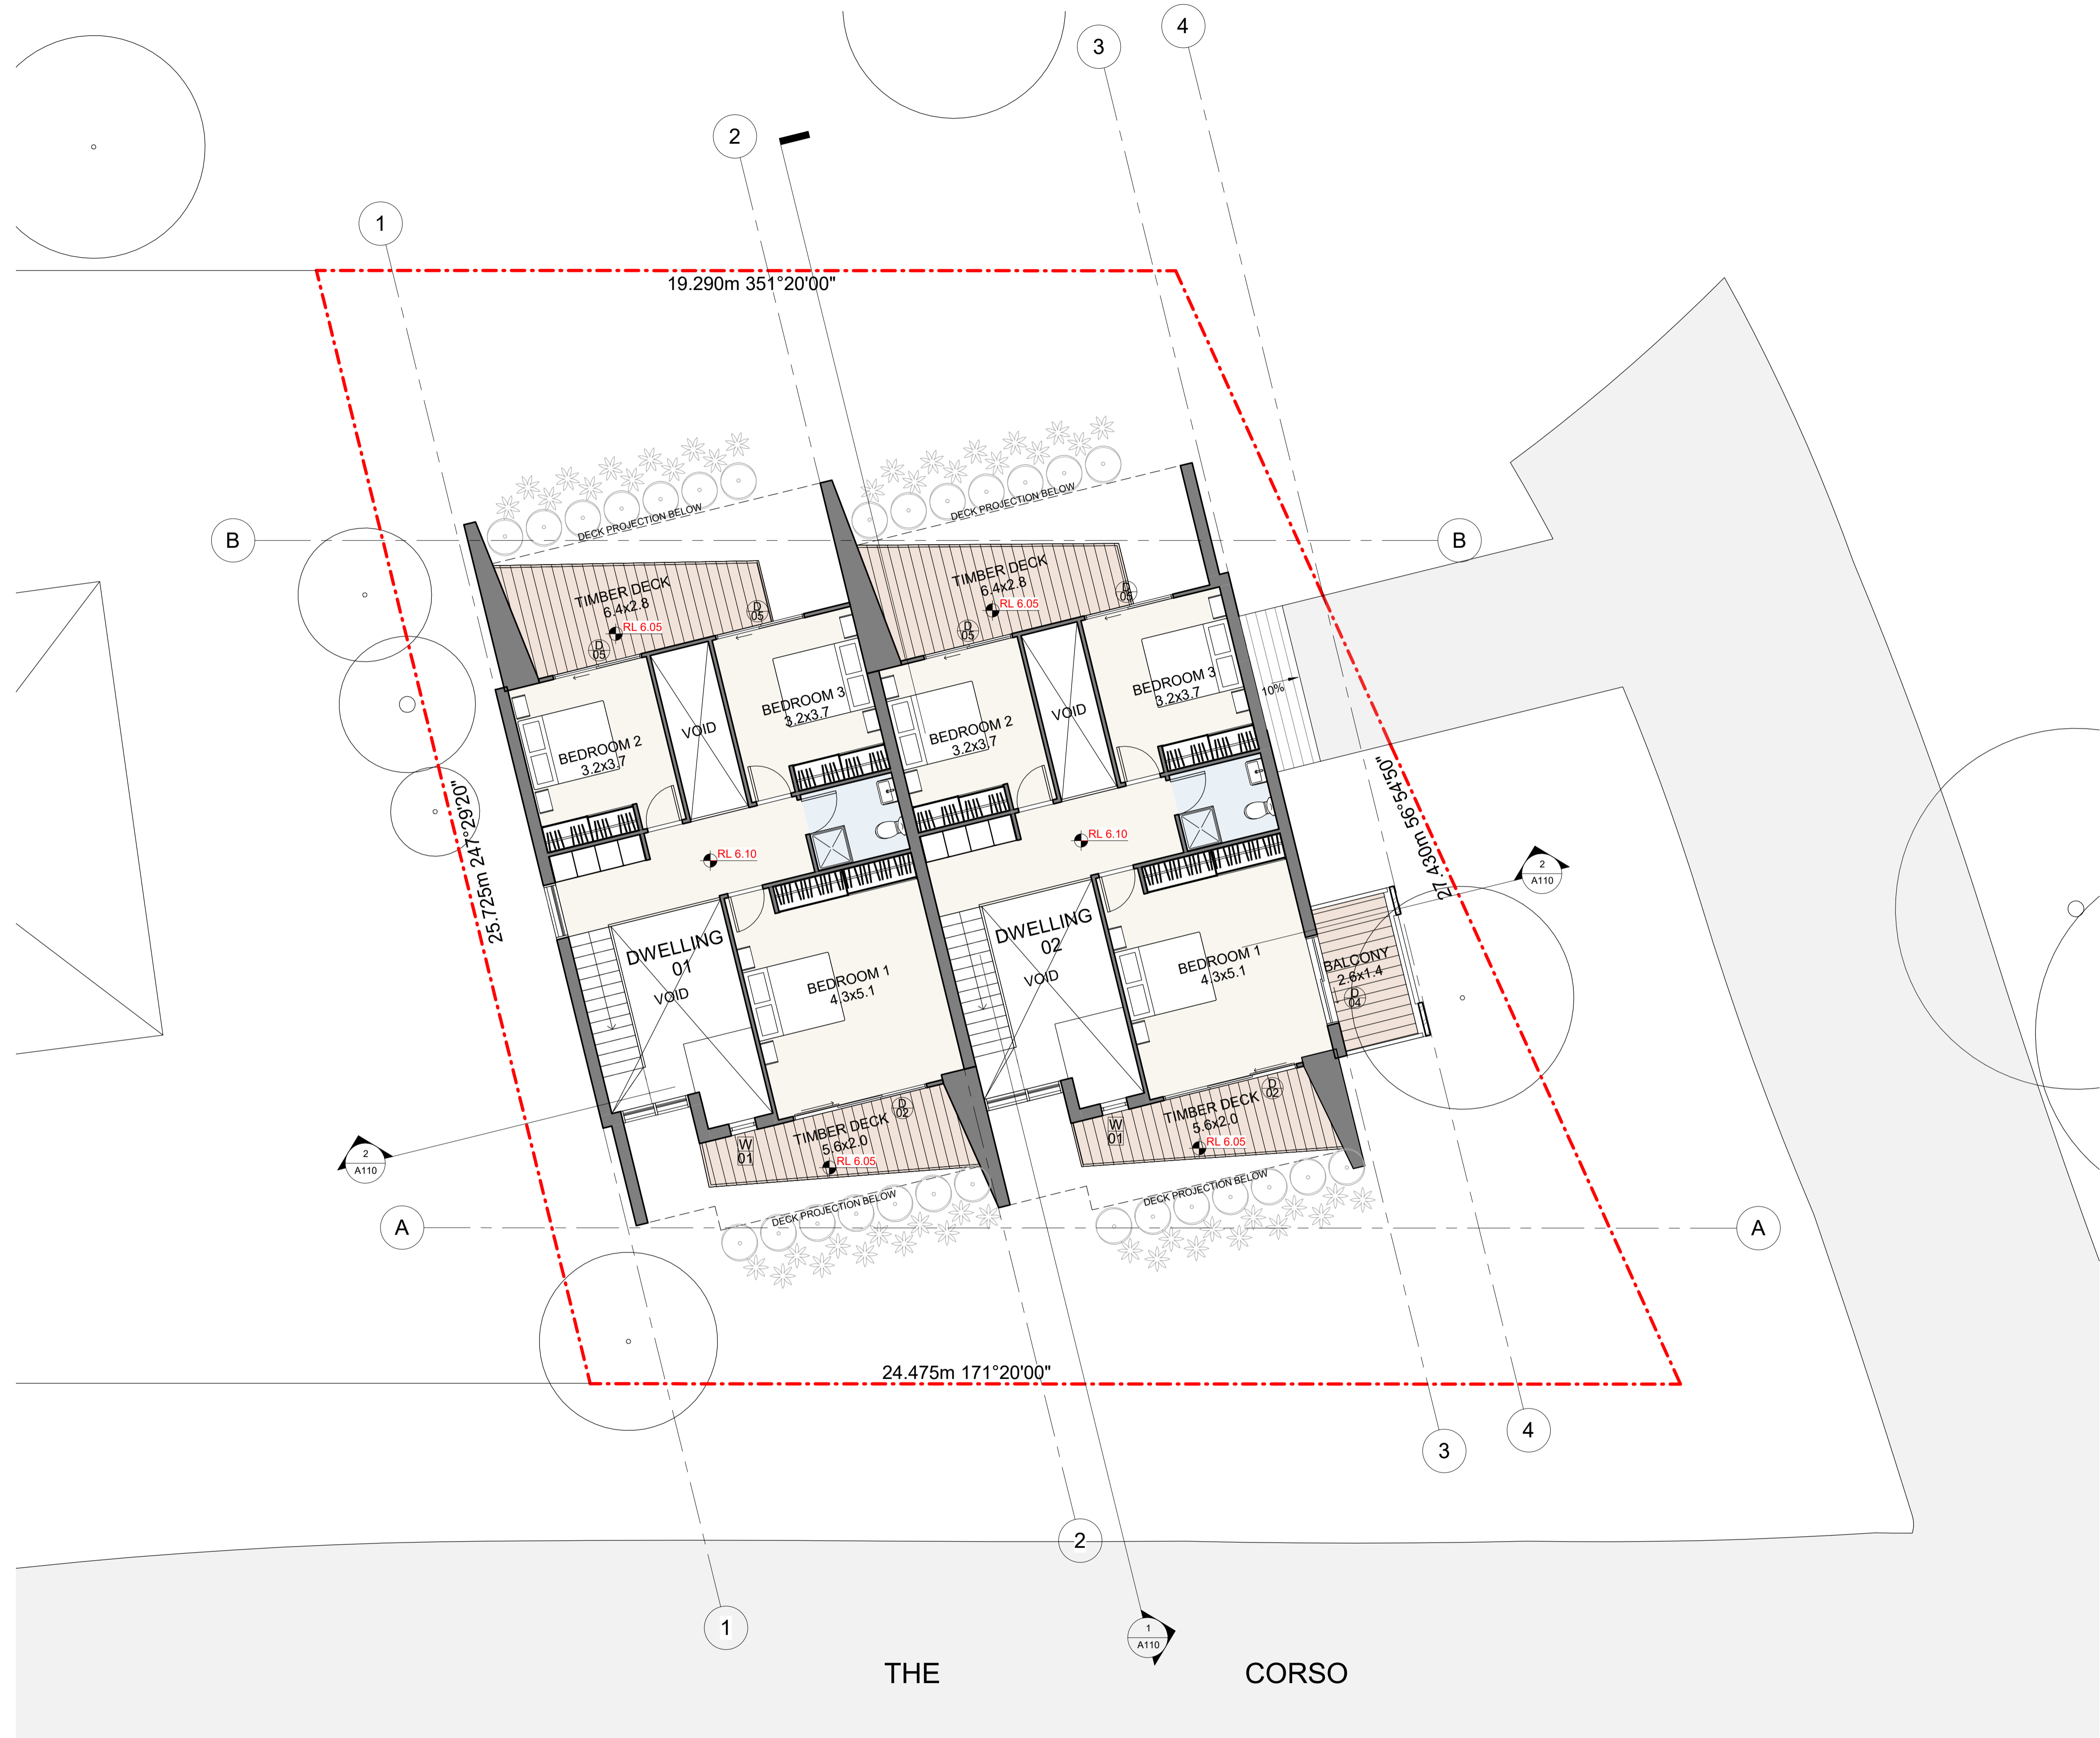 4
3
2
1
19.290m 351°20'00"
B
B
DECK PROJECTION BELOW
DECK PROJECTION BELOW
TIMBER DECK
6.4x2.8
RL 6.05
D
05
D
05
TIMBER DECK
6.4x2.8
RL 6.05
D
05
D
05
BEDROOM 2
3.2x3.7
VOID
BEDROOM 3
3.2x3.7
BEDROOM 2
3.2x3.7
VOID
BEDROOM 3
3.2x3.7
10%
25.725m 247°29'20"
27.430m 56°54'50"
RL 6.10
RL 6.10
2
A110
DWELLING
01
VOID
BEDROOM 1
4.3x5.1
DWELLING
02
VOID
BEDROOM 1
4.3x5.1
BALCONY
2.6x1.4
D
04
2
A110
W
01
TIMBER DECK
5.6x2.0
RL 6.05
D
02
W
01
TIMBER DECK
5.6x2.0
RL 6.05
D
02
DECK PROJECTION BELOW
DECK PROJECTION BELOW
A
A
24.475m 171°20'00"
4
3
2
1
1
A110
THE CORSO